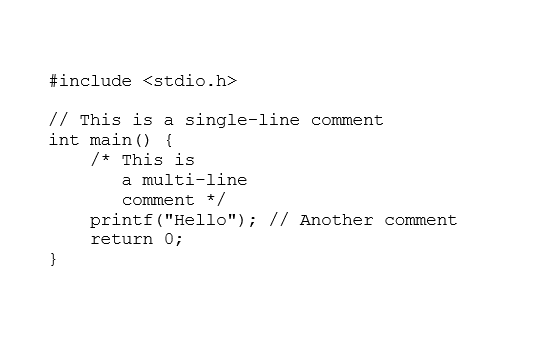 #include <stdio.h>

// This is a single-line comment
int main() {
    /* This is
       a multi-line
       comment */
    printf("Hello"); // Another comment
    return 0;
}